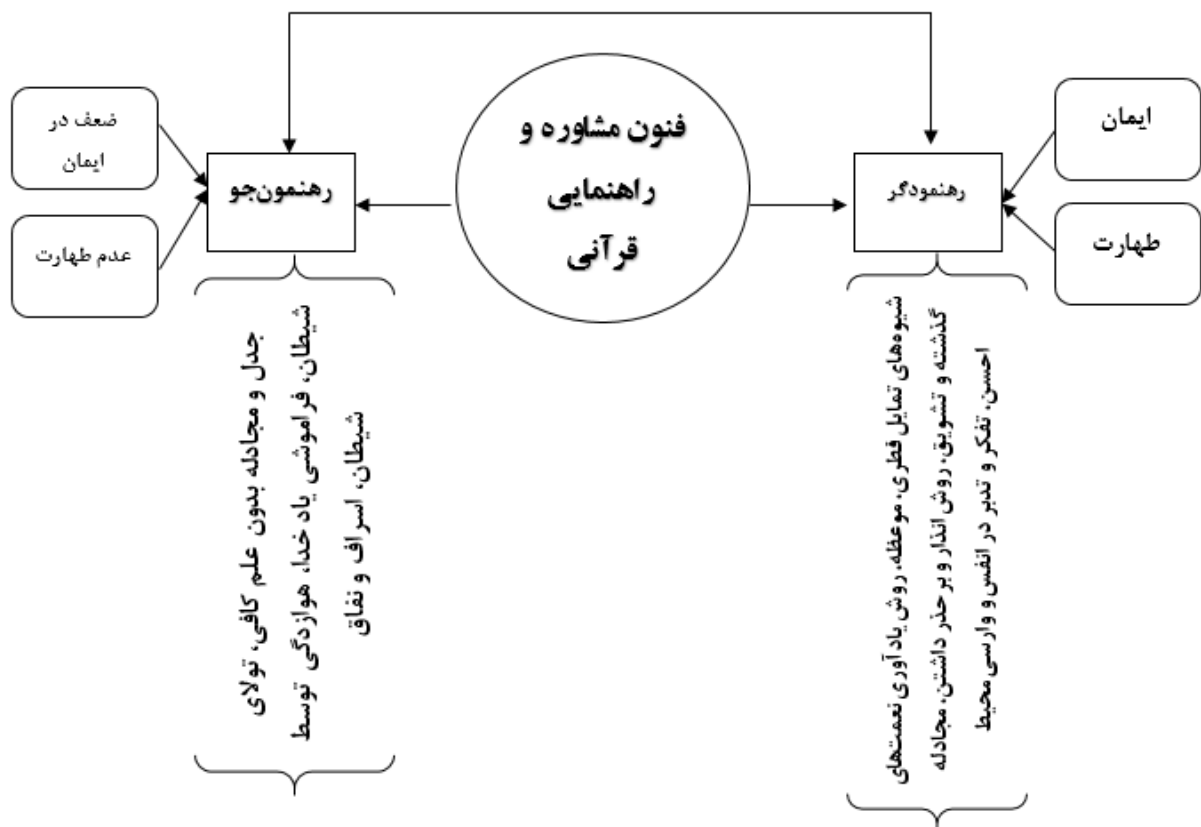 فنون مشاوره و
راهنمایی
قرآنی
ایمان
طهارت
رهنمودگر
شیوه‌های تمایل فطری، موعظه، روش یادآوری نعمت‌های
گذشته و تشویق، روش انذار و برحذر داشتن، مجادله
احسن، تفکر و تدبر در انفس و وارسی محیط
رهنمون‌جو
ضعف در
ایمان
عدم طهارت
جدل و مجادله بدون علم کافی، تولای
شیطان، فراموشی یاد خدا، هوازدگی توسط
شیطان، اسراف و نفاق